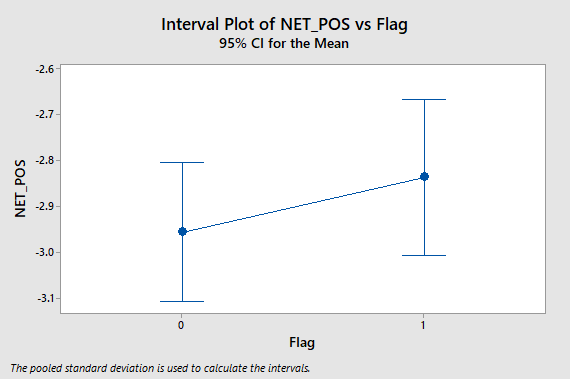 Interval Plot of NET_POS vs Flag
95% CI for the Mean
NET_POS
-2.6
-2.7
-2.8
-2.9
-3.0
-3.1
0
1
Flag
The pooled standard deviation is used to calculate the intervals.